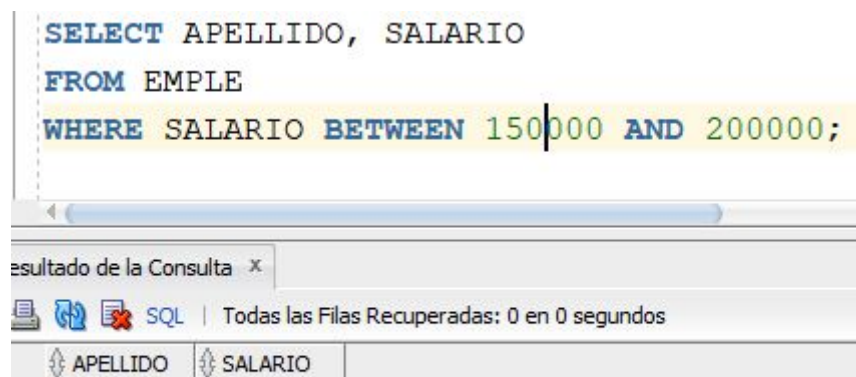 SELECT APELLIDO, SALARIO
FROM EMPLE
WHERE SALARIO BETWEEN 150000 AND 200000;
esultado de la Consulta x
SQL | Todas las Filas Recuperadas: 0 en 0 segundos
APELLIDO SALARIO